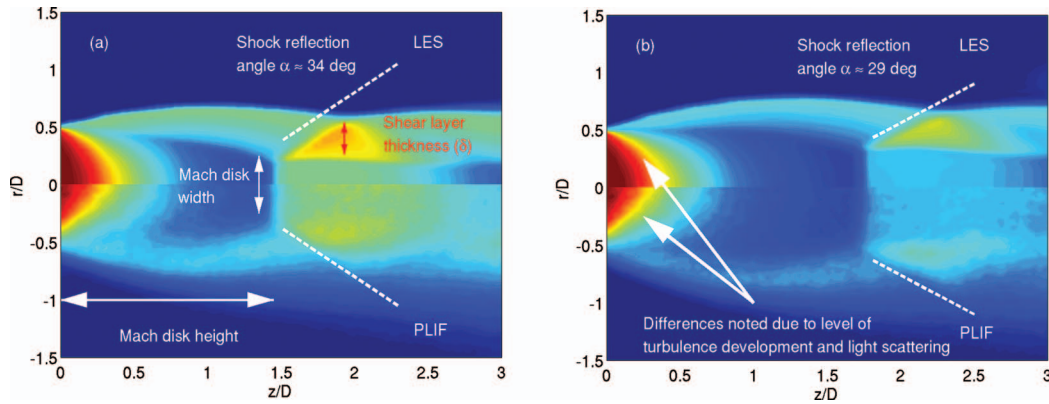 (a)
Shock reflection
angle α ≈ 34 deg
LES
Shear layer
thickness (δ)
Mach disk
width
Mach disk height
PLIF
r/D
1.5
1
0.5
0
-0.5
-1
-1.5
0
0.5
1
1.5
2
2.5
3
z/D
(b)
Shock reflection
angle α ≈ 29 deg
LES
Differences noted due to level of
turbulence development and light scattering
PLIF
r/D
1.5
1
0.5
0
-0.5
-1
-1.5
0
0.5
1
1.5
2
2.5
3
z/D